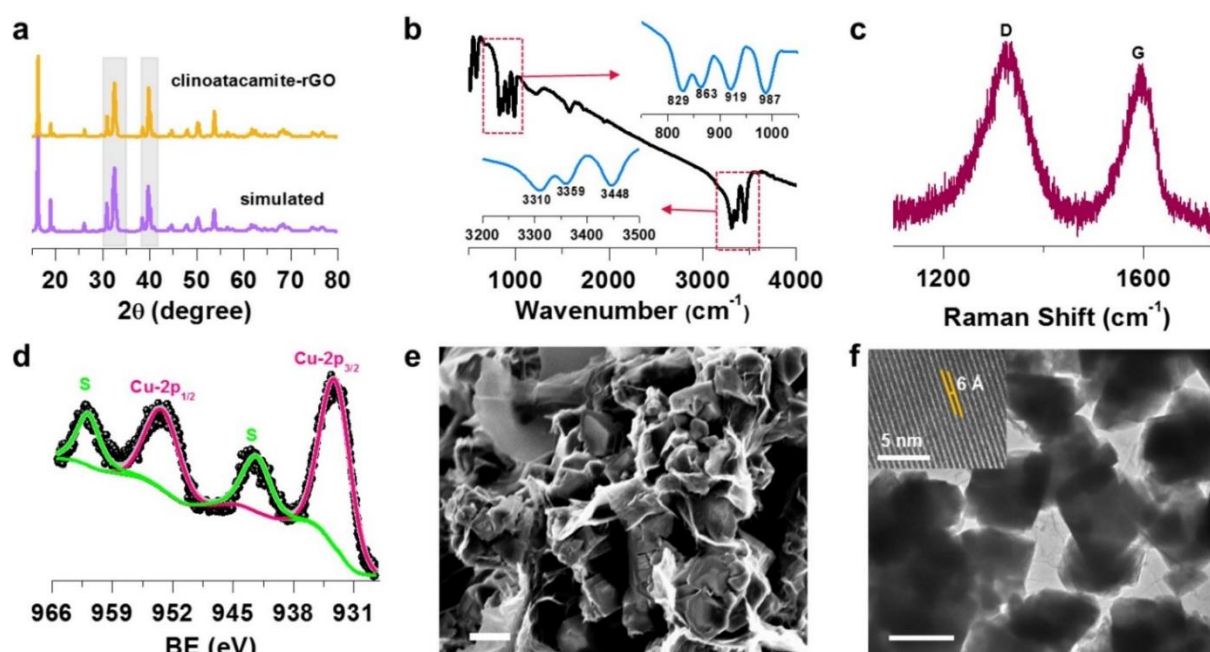 a
clinoatacamite-rGO
simulated
20 30 40 50 60 70 80
2θ (degree)
b
829 863 919 987
800 900 1000
3310 3359 3448
3200 3300 3400 3500
1000 2000 3000 4000
Wavenumber (cm⁻¹)
c
D
G
1200 1600
Raman Shift (cm⁻¹)
d
S
Cu-2p1/2
S
Cu-2p3/2
966 959 952 945 938 931
BE (eV)
e
f
6 Å
5 nm